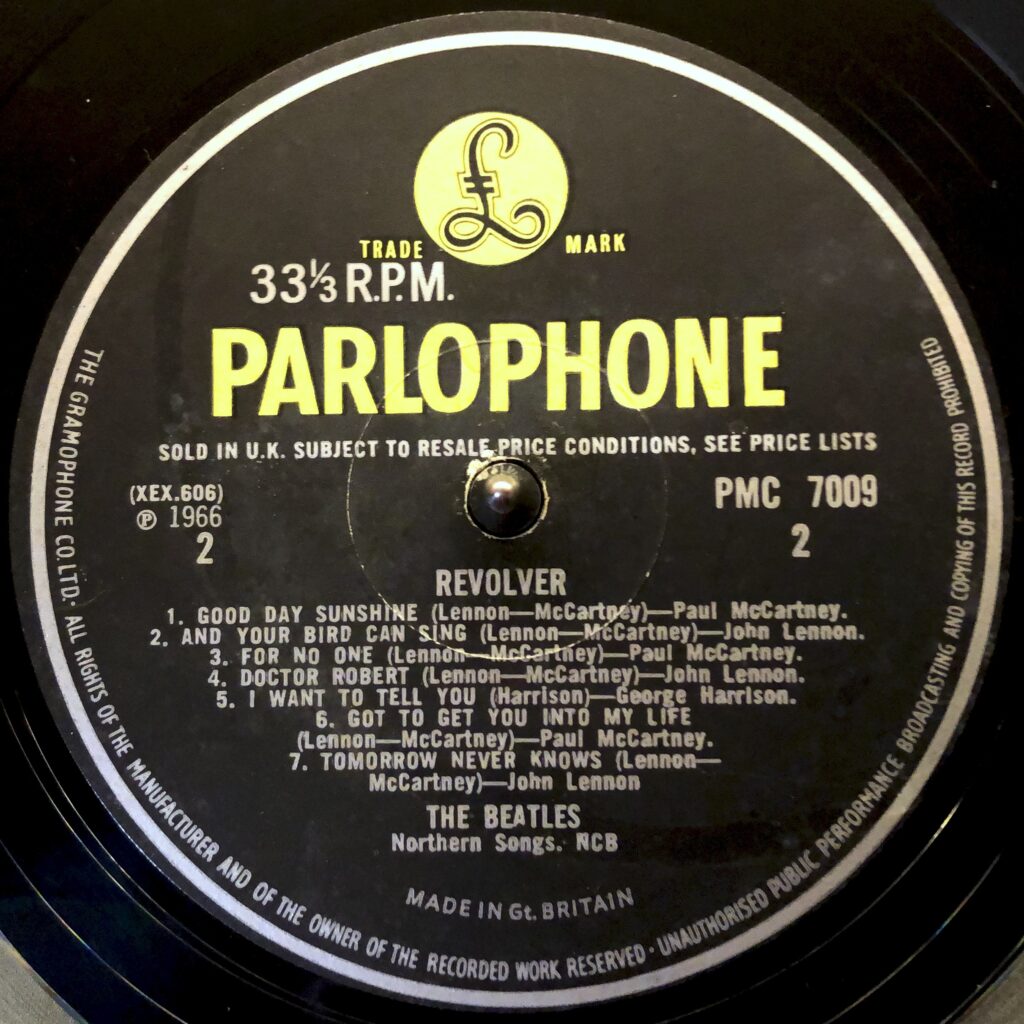 £
TRADE MARK
33⅓ R.P.M.
PARLOPHONE
SOLD IN U.K. SUBJECT TO RESALE PRICE CONDITIONS, SEE PRICE LISTS
(XEX.606) PMC 7009
℗ 1966
2 2
REVOLVER
1. GOOD DAY SUNSHINE (Lennon—McCartney)—Paul McCartney.
2. AND YOUR BIRD CAN SING (Lennon—McCartney)—John Lennon.
3. FOR NO ONE (Lennon—McCartney)—Paul McCartney.
4. DOCTOR ROBERT (Lennon—McCartney)—John Lennon.
5. I WANT TO TELL YOU (Harrison)—George Harrison.
6. GOT TO GET YOU INTO MY LIFE
(Lennon—McCartney)—Paul McCartney.
7. TOMORROW NEVER KNOWS (Lennon—
McCartney)—John Lennon
THE BEATLES
Northern Songs. NCB
MADE IN Gt. BRITAIN
THE GRAMOPHONE CO. LTD. · ALL RIGHTS OF THE MANUFACTURER AND OF THE OWNER OF THE RECORDED WORK RESERVED · UNAUTHORISED PUBLIC PERFORMANCE BROADCASTING AND COPYING OF THIS RECORD PROHIBITED